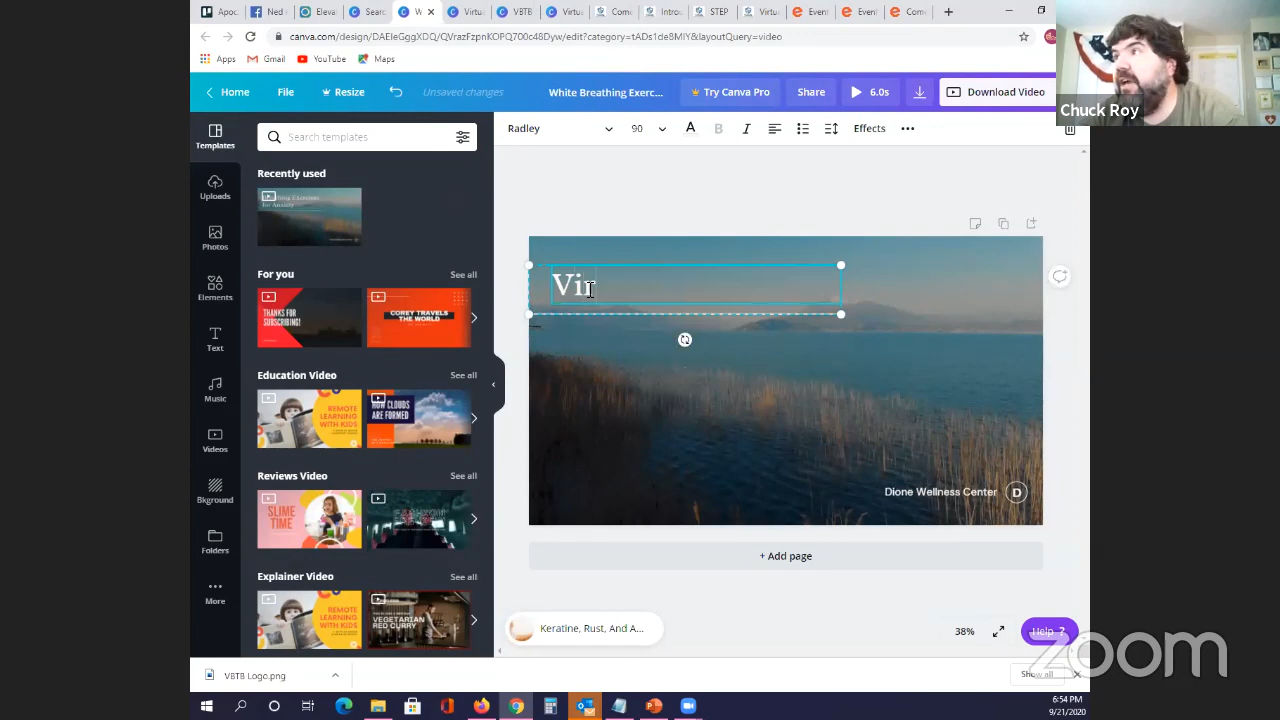 Apoc
Ned
Eleva
Searc
W
Virtu
VBTB
Virtu
Comu
Intro
STEP
Virtu
Event
Even
Com
canva.com/design/DAEIeGggXDQ/QVrazFzpnKOPQ700c48Dyw/edit?category=tADs1de8MIY&layoutQuery=video
Apps
Gmail
YouTube
Maps
Home
File
Resize
Unsaved changes
White Breathing Exerc...
Try Canva Pro
Share
6.0s
Download Video
Chuck Roy
Templates
Search templates
Radley
90
A
B
I
Effects
Uploads
Photos
Elements
Text
Music
Videos
Bkground
Folders
More
Recently used
For you
See all
THANKS FOR
SUBSCRIBING!
COREY TRAVELS
THE WORLD
Education Video
See all
REMOTE
LEARNING
WITH KIDS
HOW CLOUDS
ARE FORMED
Reviews Video
See all
SLIME
TIME
Explainer Video
See all
REMOTE
LEARNING
WITH KIDS
VEGETARIAN
RED CURRY
Vir
Dione Wellness Center
D
+ Add page
Keratine, Rust, And A...
38%
Help ?
zoom
VBTB Logo.png
Show all
6:54 PM
9/21/2020